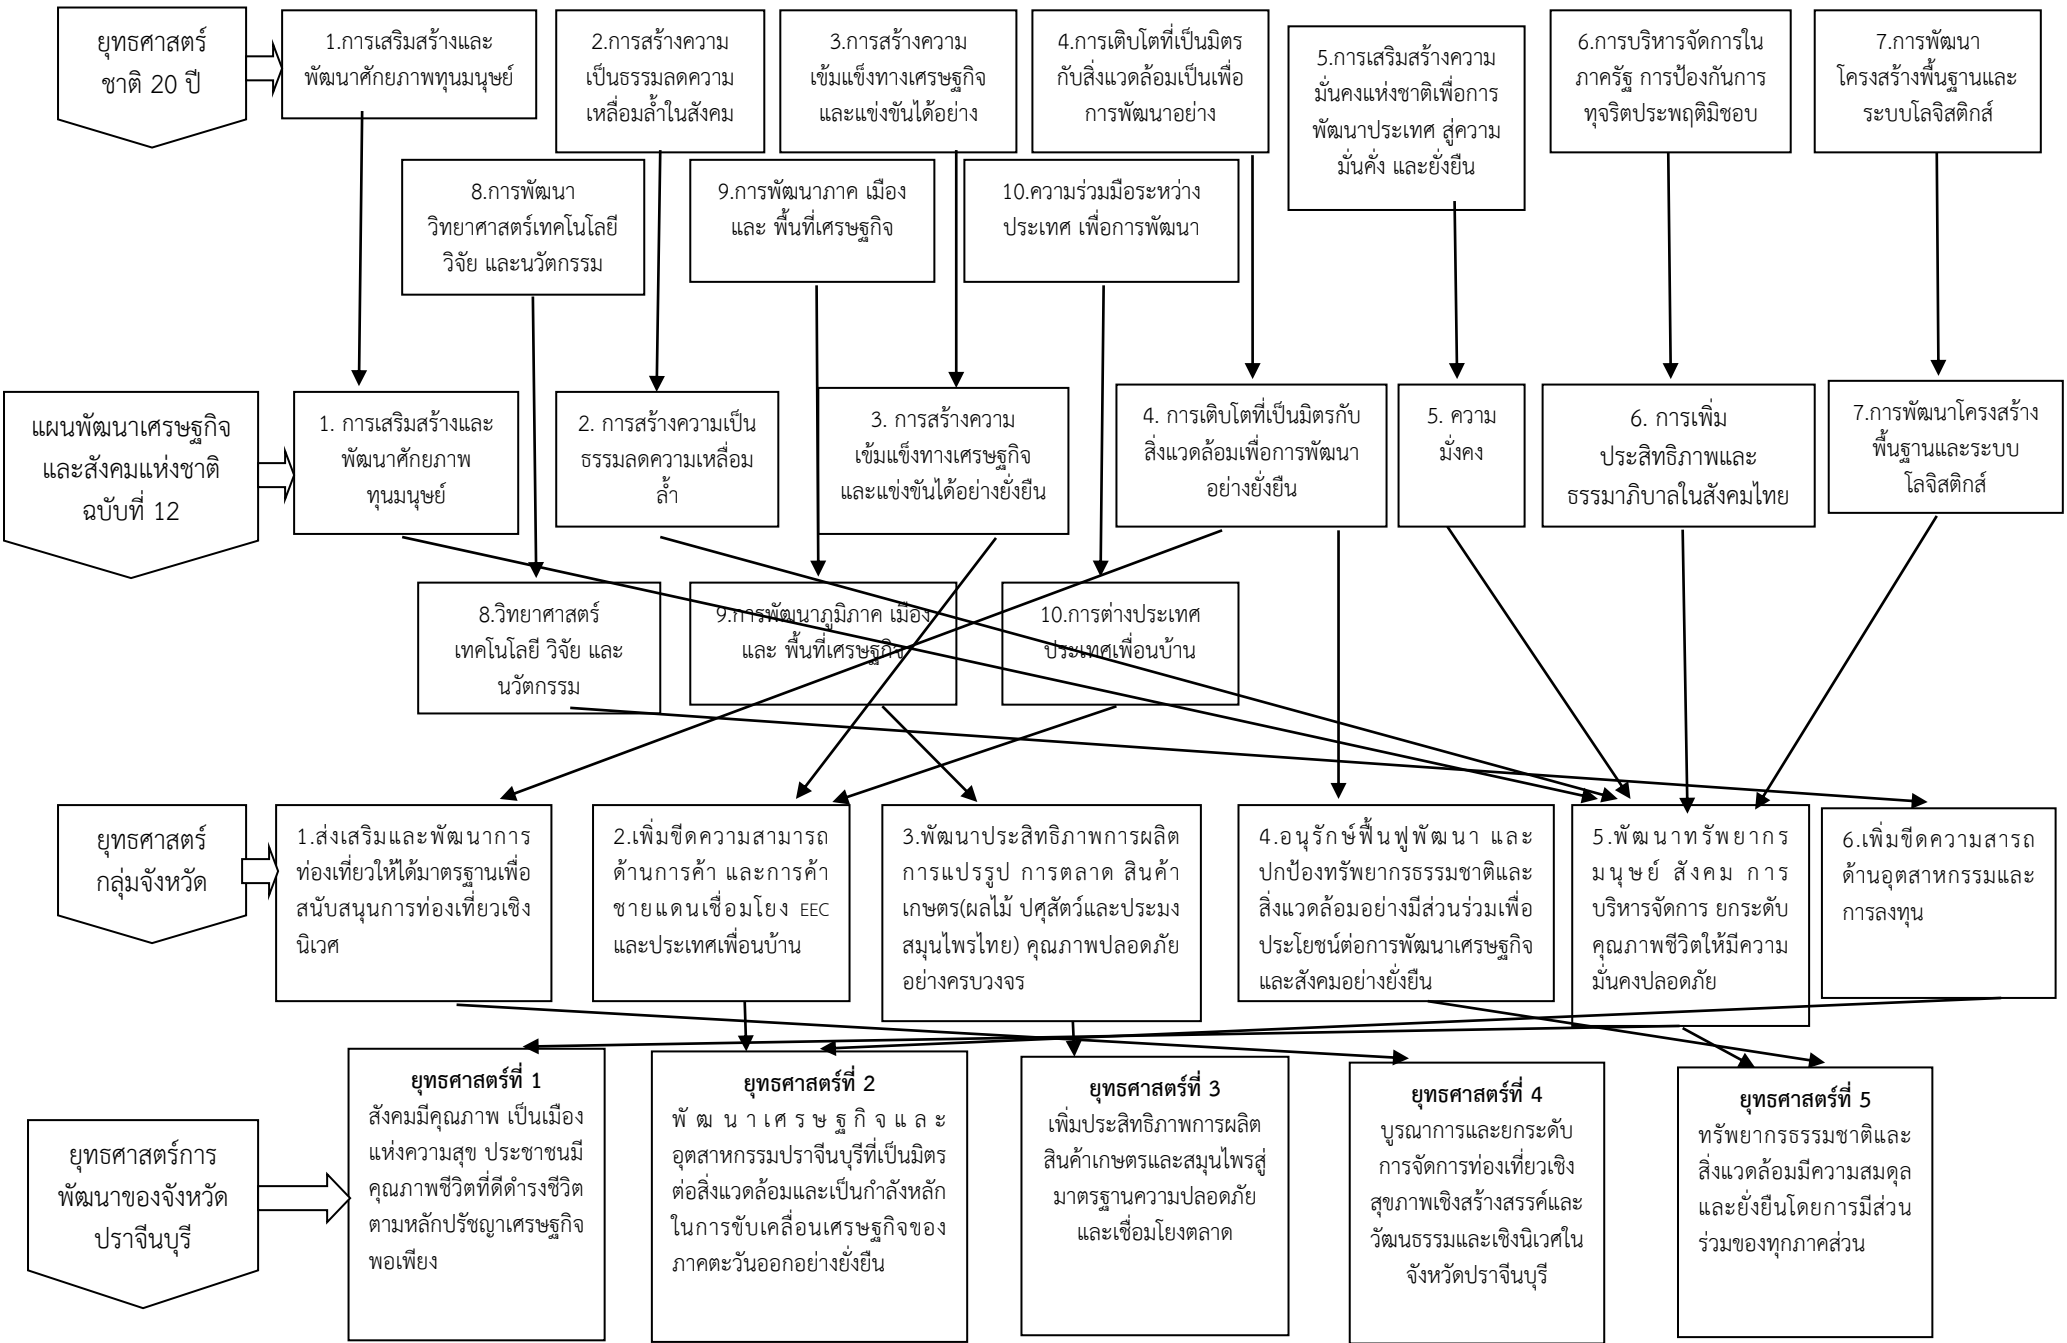 ยุทธศาสตร์
ชาติ 20 ปี
1.การเสริมสร้างและ
พัฒนาศักยภาพทุนมนุษย์
2.การสร้างความ
เป็นธรรมลดความ
เหลื่อมล้ำในสังคม
3.การสร้างความ
เข้มแข็งทางเศรษฐกิจ
และแข่งขันได้อย่าง
4.การเติบโตที่เป็นมิตร
กับสิ่งแวดล้อมเป็นเพื่อ
การพัฒนาอย่าง
5.การเสริมสร้างความ
มั่นคงแห่งชาติเพื่อการ
พัฒนาประเทศ สู่ความ
มั่นคั่ง และยั่งยืน
6.การบริหารจัดการใน
ภาครัฐ การป้องกันการ
ทุจริตประพฤติมิชอบ
7.การพัฒนา
โครงสร้างพื้นฐานและ
ระบบโลจิสติกส์
8.การพัฒนา
วิทยาศาสตร์เทคโนโลยี
วิจัย และนวัตกรรม
9.การพัฒนาภาค เมือง
และ พื้นที่เศรษฐกิจ
10.ความร่วมมือระหว่าง
ประเทศ เพื่อการพัฒนา
แผนพัฒนาเศรษฐกิจ
และสังคมแห่งชาติ
ฉบับที่ 12
1. การเสริมสร้างและ
พัฒนาศักยภาพ
ทุนมนุษย์
2. การสร้างความเป็น
ธรรมลดความเหลื่อม
ล้ำ
3. การสร้างความ
เข้มแข็งทางเศรษฐกิจ
และแข่งขันได้อย่างยั่งยืน
4. การเติบโตที่เป็นมิตรกับ
สิ่งแวดล้อมเพื่อการพัฒนา
อย่างยั่งยืน
5. ความ
มั่งคง
6. การเพิ่ม
ประสิทธิภาพและ
ธรรมาภิบาลในสังคมไทย
7.การพัฒนาโครงสร้าง
พื้นฐานและระบบ
โลจิสติกส์
8.วิทยาศาสตร์
เทคโนโลยี วิจัย และ
นวัตกรรม
9.การพัฒนาภูมิภาค เมือง
และ พื้นที่เศรษฐกิจ
10.การต่างประเทศ
ประเทศเพื่อนบ้าน
ยุทธศาสตร์
กลุ่มจังหวัด
1.ส่งเสริมและพัฒนาการ
ท่องเที่ยวให้ได้มาตรฐานเพื่อ
สนับสนุนการท่องเที่ยวเชิง
นิเวศ
2.เพิ่มขีดความสามารถ
ด้านการค้า และการค้า
ชายแดนเชื่อมโยง EEC
และประเทศเพื่อนบ้าน
3.พัฒนาประสิทธิภาพการผลิต
การแปรรูป การตลาด สินค้า
เกษตร(ผลไม้ ปศุสัตว์และประมง
สมุนไพรไทย) คุณภาพปลอดภัย
อย่างครบวงจร
4.อนุรักษ์ฟื้นฟูพัฒนา และ
ปกป้องทรัพยากรธรรมชาติและ
สิ่งแวดล้อมอย่างมีส่วนร่วมเพื่อ
ประโยชน์ต่อการพัฒนาเศรษฐกิจ
และสังคมอย่างยั่งยืน
5.พัฒนาทรัพยากร
มนุษย์ สังคม การ
บริหารจัดการ ยกระดับ
คุณภาพชีวิตให้มีความ
มั่นคงปลอดภัย
6.เพิ่มขีดความสารถ
ด้านอุตสาหกรรมและ
การลงทุน
ยุทธศาสตร์การ
พัฒนาของจังหวัด
ปราจีนบุรี
ยุทธศาสตร์ที่ 1
สังคมมีคุณภาพ เป็นเมือง
แห่งความสุข ประชาชนมี
คุณภาพชีวิตที่ดีดำรงชีวิต
ตามหลักปรัชญาเศรษฐกิจ
พอเพียง
ยุทธศาสตร์ที่ 2
พัฒนาเศรษฐกิจและ
อุตสาหกรรมปราจีนบุรีที่เป็นมิตร
ต่อสิ่งแวดล้อมและเป็นกำลังหลัก
ในการขับเคลื่อนเศรษฐกิจของ
ภาคตะวันออกอย่างยั่งยืน
ยุทธศาสตร์ที่ 3
เพิ่มประสิทธิภาพการผลิต
สินค้าเกษตรและสมุนไพรสู่
มาตรฐานความปลอดภัย
และเชื่อมโยงตลาด
ยุทธศาสตร์ที่ 4
บูรณาการและยกระดับ
การจัดการท่องเที่ยวเชิง
สุขภาพเชิงสร้างสรรค์และ
วัฒนธรรมและเชิงนิเวศใน
จังหวัดปราจีนบุรี
ยุทธศาสตร์ที่ 5
ทรัพยากรธรรมชาติและ
สิ่งแวดล้อมมีความสมดุล
และยั่งยืนโดยการมีส่วน
ร่วมของทุกภาคส่วน